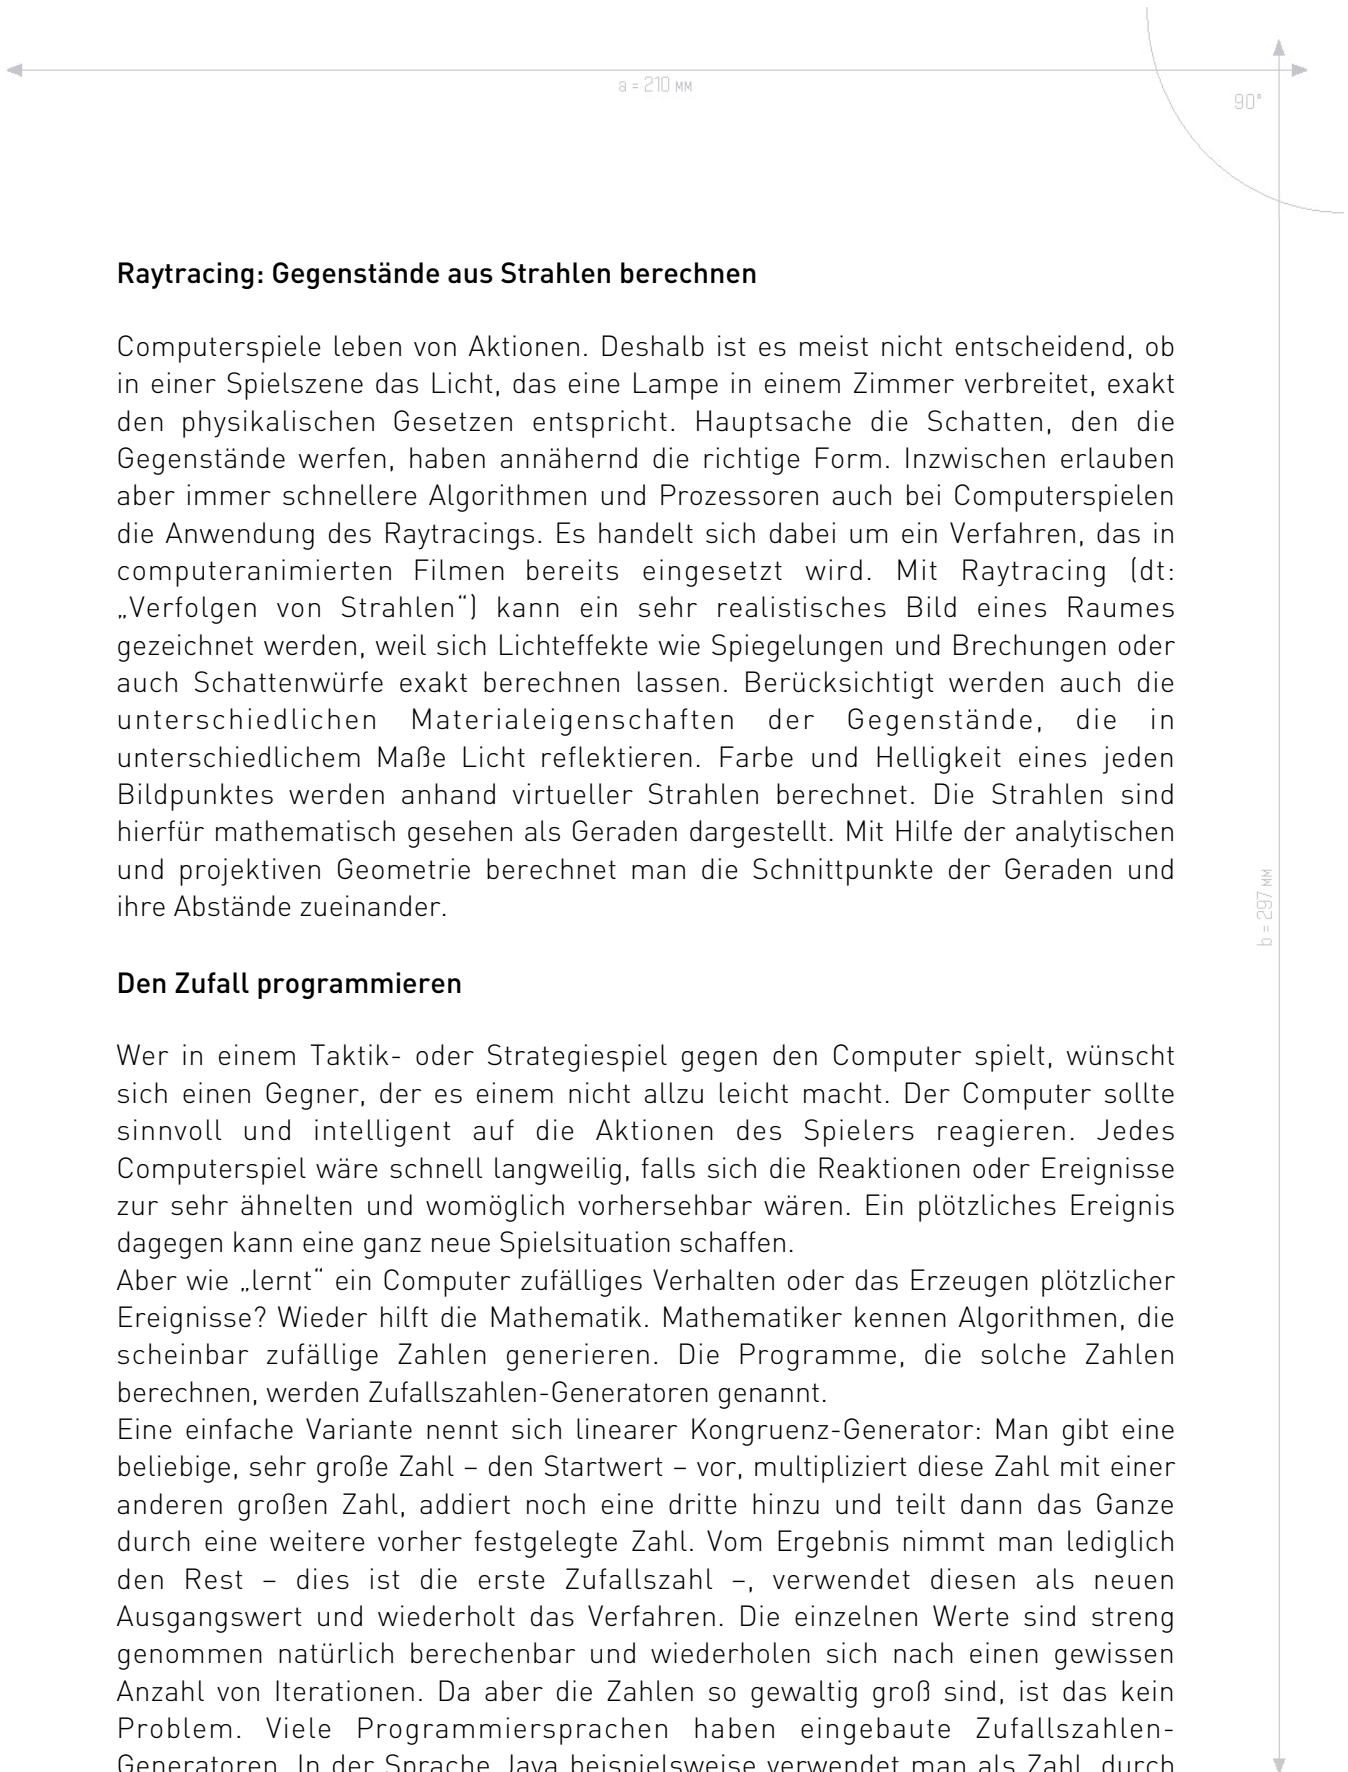 a = 210 MM
90°
Raytracing: Gegenstände aus Strahlen berechnen
Computerspiele leben von Aktionen. Deshalb ist es meist nicht entscheidend, ob
in einer Spielszene das Licht, das eine Lampe in einem Zimmer verbreitet, exakt
den physikalischen Gesetzen entspricht. Hauptsache die Schatten, den die
Gegenstände werfen, haben annähernd die richtige Form. Inzwischen erlauben
aber immer schnellere Algorithmen und Prozessoren auch bei Computerspielen
die Anwendung des Raytracings. Es handelt sich dabei um ein Verfahren, das in
computeranimierten Filmen bereits eingesetzt wird. Mit Raytracing (dt:
„Verfolgen von Strahlen“) kann ein sehr realistisches Bild eines Raumes
gezeichnet werden, weil sich Lichteffekte wie Spiegelungen und Brechungen oder
auch Schattenwürfe exakt berechnen lassen. Berücksichtigt werden auch die
unterschiedlichen Materialeigenschaften der Gegenstände, die in
unterschiedlichem Maße Licht reflektieren. Farbe und Helligkeit eines jeden
Bildpunktes werden anhand virtueller Strahlen berechnet. Die Strahlen sind
hierfür mathematisch gesehen als Geraden dargestellt. Mit Hilfe der analytischen
und projektiven Geometrie berechnet man die Schnittpunkte der Geraden und
ihre Abstände zueinander.
b = 297 MM
Den Zufall programmieren
Wer in einem Taktik- oder Strategiespiel gegen den Computer spielt, wünscht
sich einen Gegner, der es einem nicht allzu leicht macht. Der Computer sollte
sinnvoll und intelligent auf die Aktionen des Spielers reagieren. Jedes
Computerspiel wäre schnell langweilig, falls sich die Reaktionen oder Ereignisse
zur sehr ähnelten und womöglich vorhersehbar wären. Ein plötzliches Ereignis
dagegen kann eine ganz neue Spielsituation schaffen.
Aber wie „lernt“ ein Computer zufälliges Verhalten oder das Erzeugen plötzlicher
Ereignisse? Wieder hilft die Mathematik. Mathematiker kennen Algorithmen, die
scheinbar zufällige Zahlen generieren. Die Programme, die solche Zahlen
berechnen, werden Zufallszahlen-Generatoren genannt.
Eine einfache Variante nennt sich linearer Kongruenz-Generator: Man gibt eine
beliebige, sehr große Zahl – den Startwert – vor, multipliziert diese Zahl mit einer
anderen großen Zahl, addiert noch eine dritte hinzu und teilt dann das Ganze
durch eine weitere vorher festgelegte Zahl. Vom Ergebnis nimmt man lediglich
den Rest – dies ist die erste Zufallszahl –, verwendet diesen als neuen
Ausgangswert und wiederholt das Verfahren. Die einzelnen Werte sind streng
genommen natürlich berechenbar und wiederholen sich nach einen gewissen
Anzahl von Iterationen. Da aber die Zahlen so gewaltig groß sind, ist das kein
Problem. Viele Programmiersprachen haben eingebaute Zufallszahlen-
Generatoren. In der Sprache Java beispielsweise verwendet man als Zahl, durch